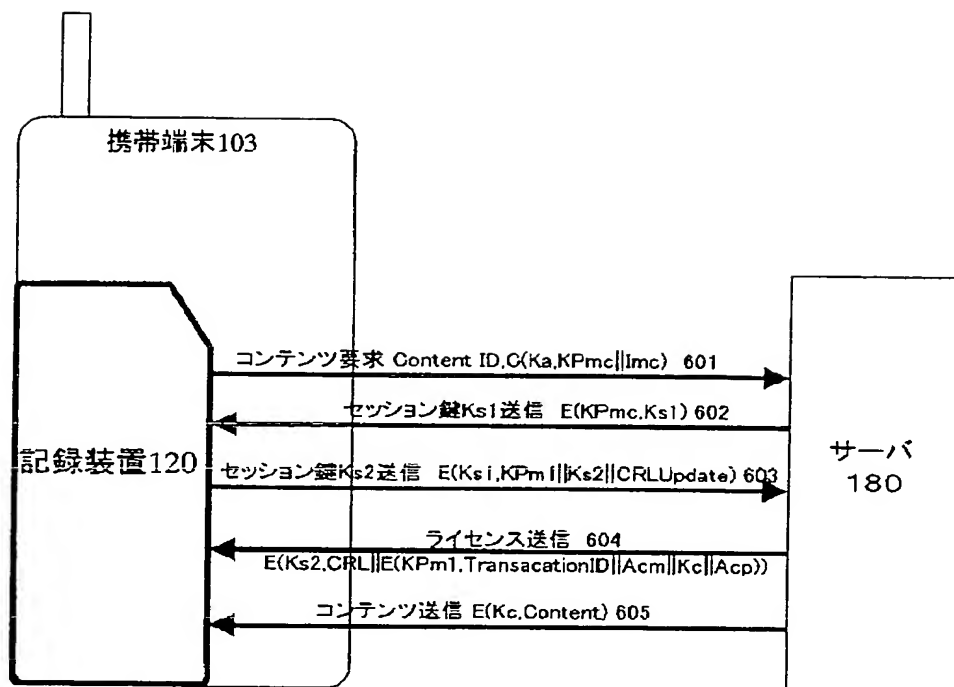 携帯端末103
コンテンツ要求 Content ID,C(Ka,KPmc||Imc) 601
セッション鍵Ks1送信 E(KPmc,Ks1) 602
記録装置120
セッション鍵Ks2送信 E(Ks1,KPm1||Ks2||CRLUpdate) 603
サーバ
180
ライセンス送信 604
E(Ks2,CRL||E(KPm1,TransacationID||Acm||Kc||Acp))
コンテンツ送信 E(Kc,Content) 605